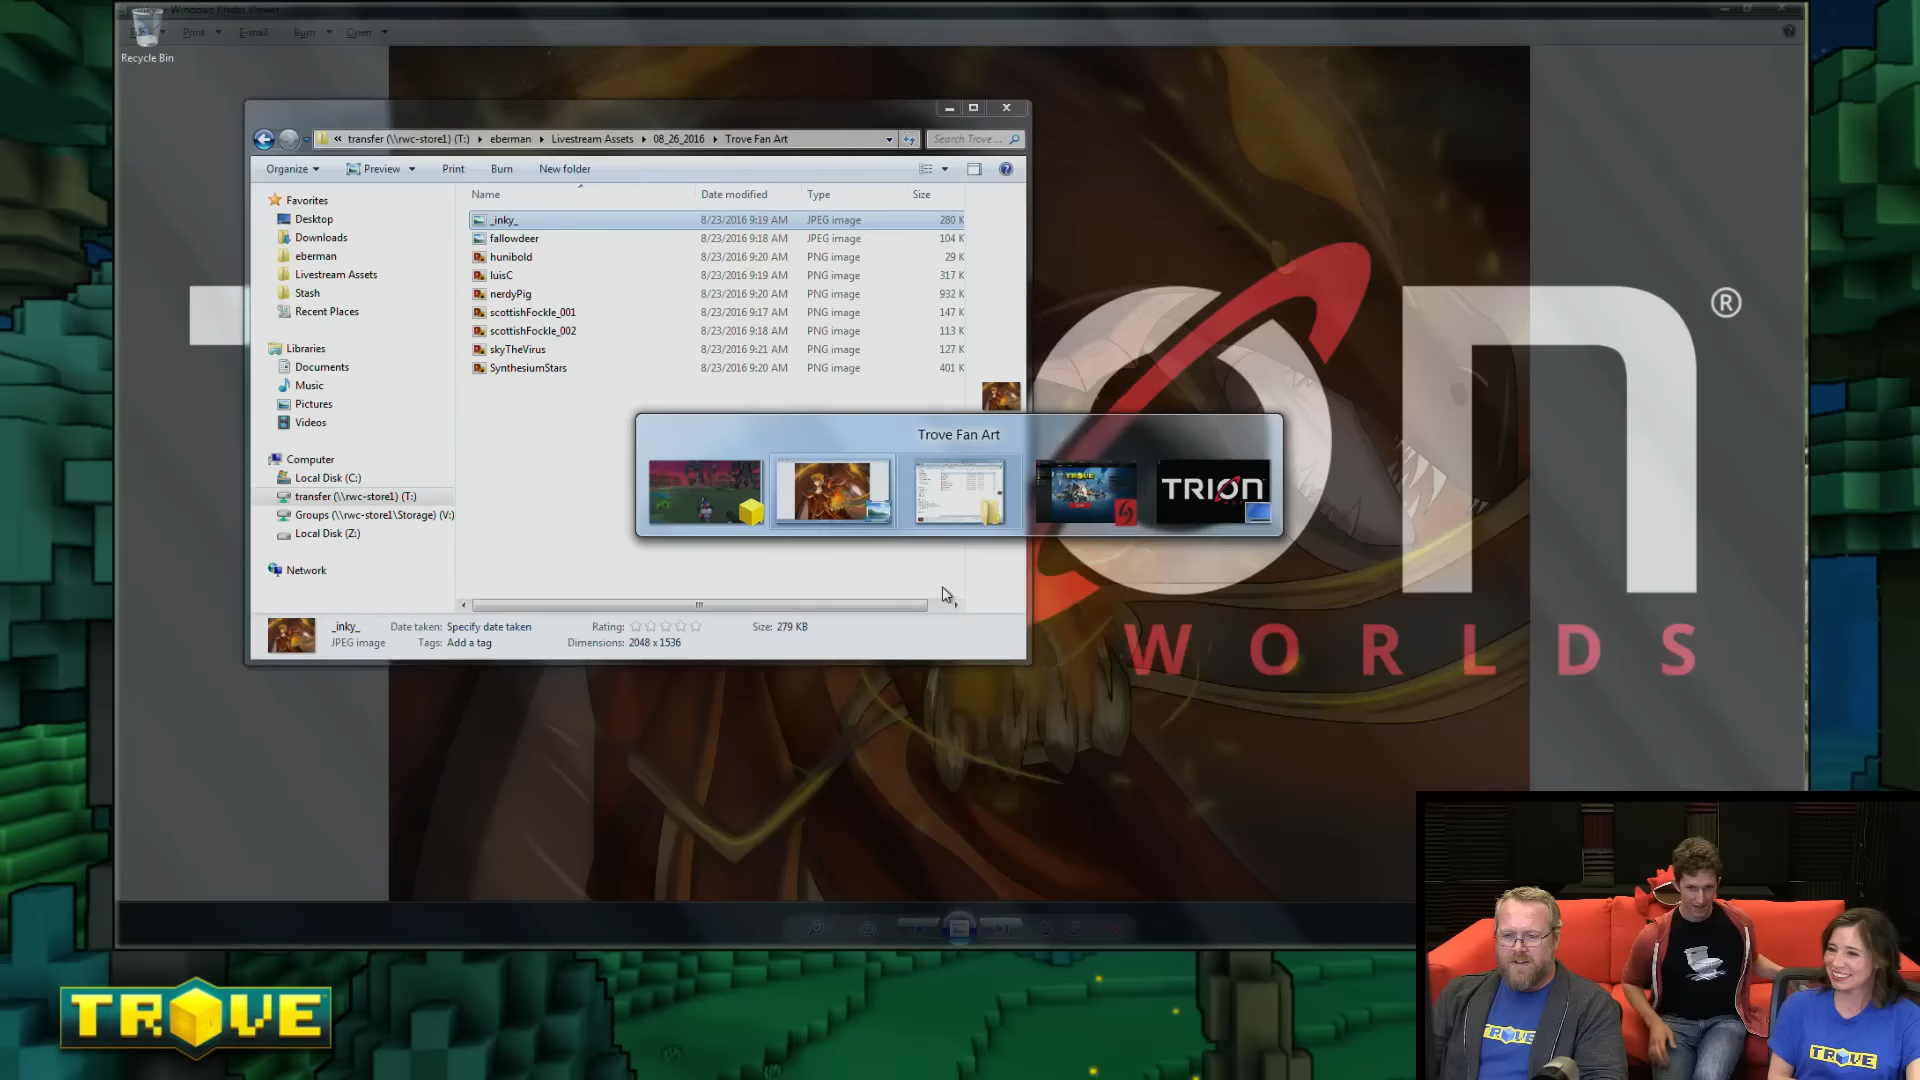 Windows Photo Viewer
Print
E-mail
Burn
Open
Recycle Bin
« transfer (\\rwc-store1) (T:) ▸ eberman ▸ Livestream Assets ▸ 08_26_2016 ▸ Trove Fan Art
Search Trove ...
Organize
Preview
Print
Burn
New folder
Name
Date modified
Type
Size
_inky_ 8/23/2016 9:19 AM JPEG image 280 K
fallowdeer 8/23/2016 9:18 AM JPEG image 104 K
hunibold 8/23/2016 9:20 AM PNG image 29 K
luisC 8/23/2016 9:19 AM PNG image 317 K
nerdyPig 8/23/2016 9:20 AM PNG image 932 K
scottishFockle_001 8/23/2016 9:17 AM PNG image 147 K
scottishFockle_002 8/23/2016 9:18 AM PNG image 113 K
skyTheVirus 8/23/2016 9:21 AM PNG image 127 K
SynthesiumStars 8/23/2016 9:20 AM PNG image 401 K
Favorites
Desktop
Downloads
eberman
Livestream Assets
Stash
Recent Places
Libraries
Documents
Music
Pictures
Videos
Computer
Local Disk (C:)
transfer (\\rwc-store1) (T:)
Groups (\\rwc-store1\Storage) (V:)
Local Disk (Z:)
Network
Trove Fan Art
TROVE
TRION
_inky_
JPEG image
Date taken: Specify date taken
Tags: Add a tag
Rating:
Dimensions: 2048 x 1536
Size: 279 KB
T ON ®
WORLDS
TROVE
TROVE
TROVE